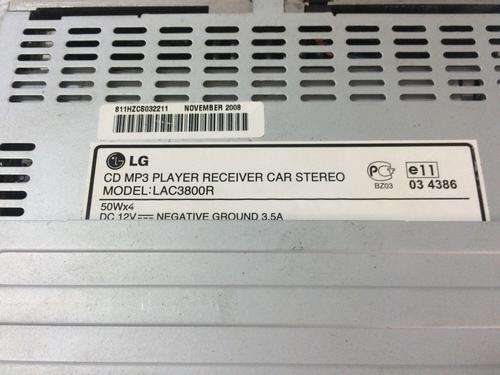 811HZCS032211 NOVEMBER 2008
LG
CD MP3 PLAYER RECEIVER CAR STEREO
MODEL:LAC3800R
50Wx4
DC 12V⎓ NEGATIVE GROUND 3.5A
PC
BZ03
e11
03 4386